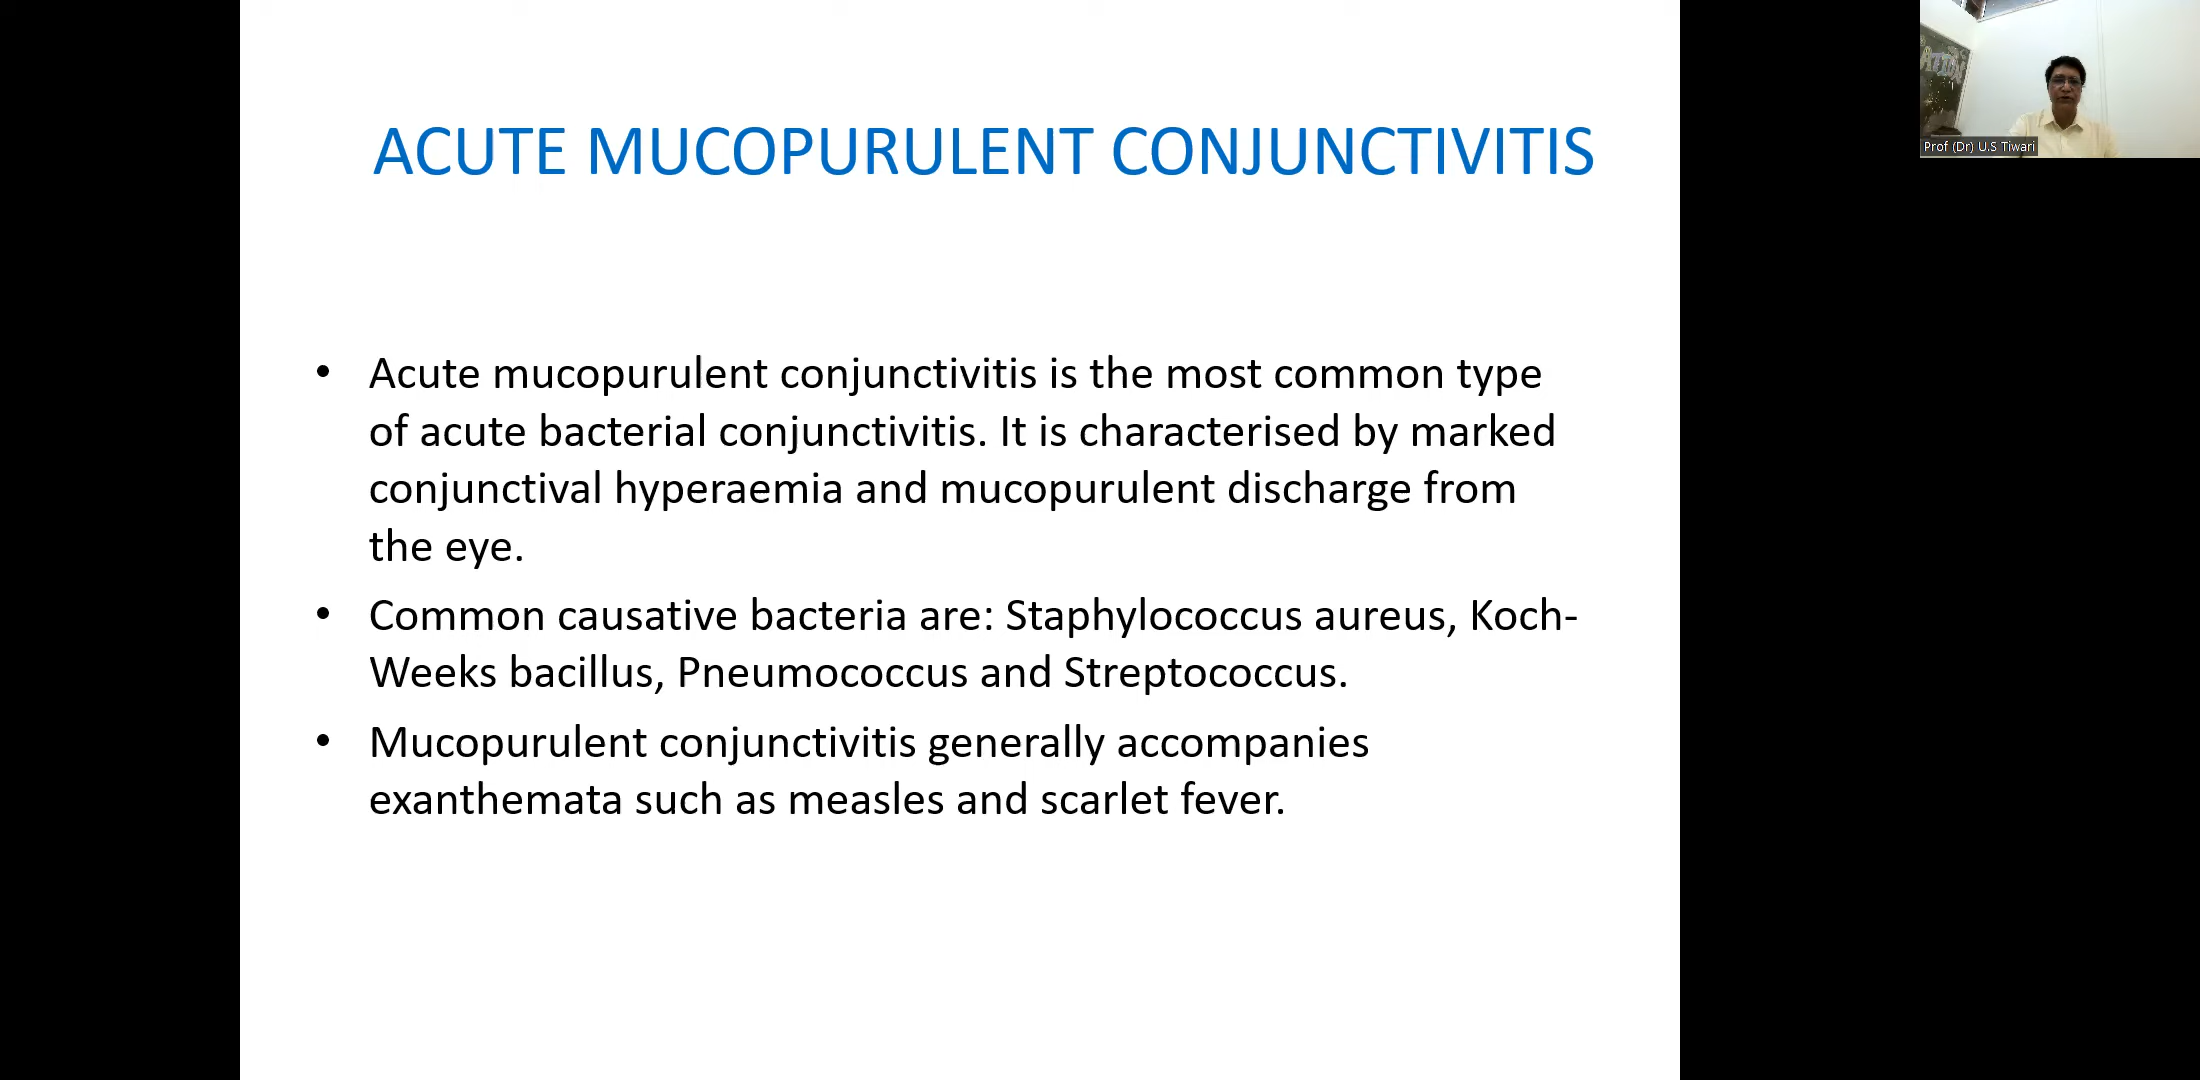 ACUTE MUCOPURULENT CONJUNCTIVITIS
• Acute mucopurulent conjunctivitis is the most common type
of acute bacterial conjunctivitis. It is characterised by marked
conjunctival hyperaemia and mucopurulent discharge from
the eye.
• Common causative bacteria are: Staphylococcus aureus, Koch-
Weeks bacillus, Pneumococcus and Streptococcus.
• Mucopurulent conjunctivitis generally accompanies
exanthemata such as measles and scarlet fever.
Prof (Dr) U.S Tiwari